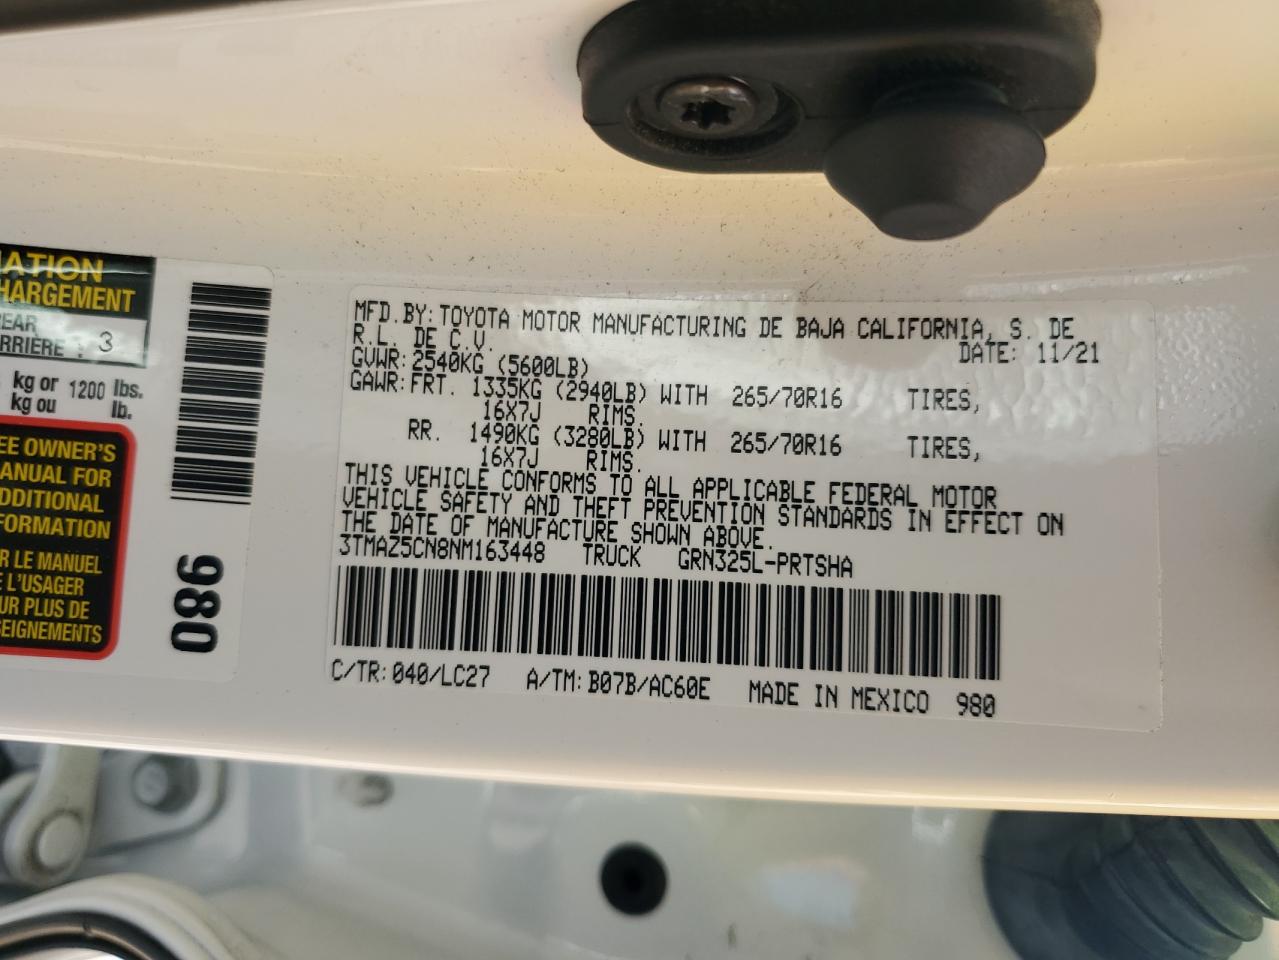 ATION
HARGEMENT
REAR
RRIÈRE : 3
kg or 1200 lbs.
kg ou lb.
EE OWNER'S
ANUAL FOR
DDITIONAL
FORMATION
R LE MANUEL
E L'USAGER
UR PLUS DE
SEIGNEMENTS
980
MFD. BY: TOYOTA MOTOR MANUFACTURING DE BAJA CALIFORNIA, S. DE
R.L. DE C.V.
DATE: 11/21
GVWR: 2540KG (5600LB)
GAWR: FRT. 1335KG (2940LB) WITH 265/70R16 TIRES,
16X7J RIMS.
RR. 1490KG (3280LB) WITH 265/70R16 TIRES,
16X7J RIMS.
THIS VEHICLE CONFORMS TO ALL APPLICABLE FEDERAL MOTOR
VEHICLE SAFETY AND THEFT PREVENTION STANDARDS IN EFFECT ON
THE DATE OF MANUFACTURE SHOWN ABOVE.
3TMAZ5CN8NM163448 TRUCK GRN325L-PRTSHA
C/TR: 040/LC27 A/TM: B07B/AC60E MADE IN MEXICO 980